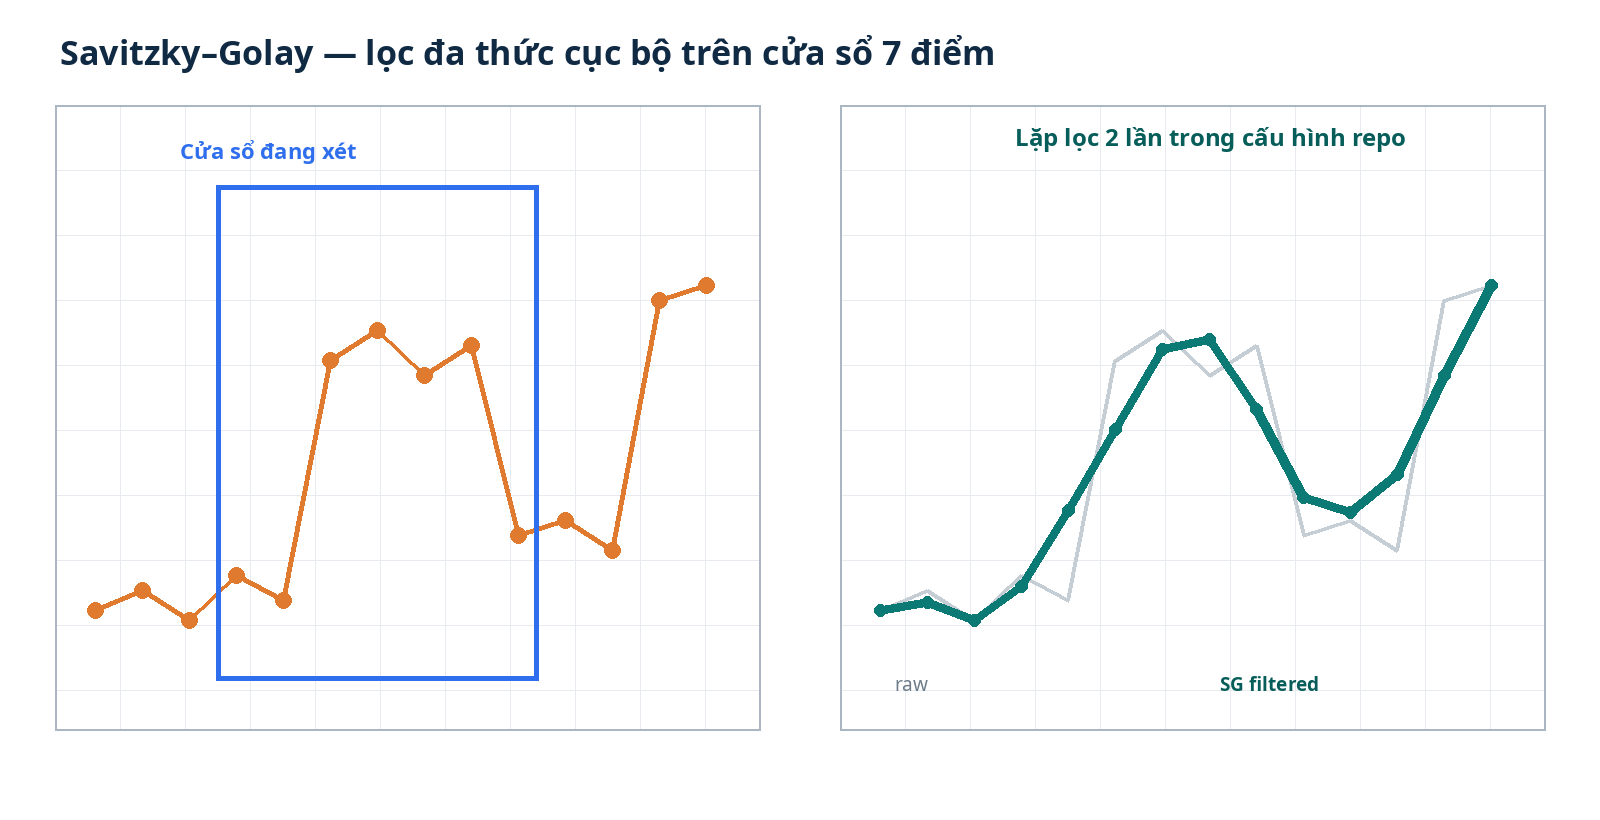 Savitzky–Golay — lọc đa thức cục bộ trên cửa sổ 7 điểm
Cửa sổ đang xét
Lặp lọc 2 lần trong cấu hình repo
raw
SG filtered